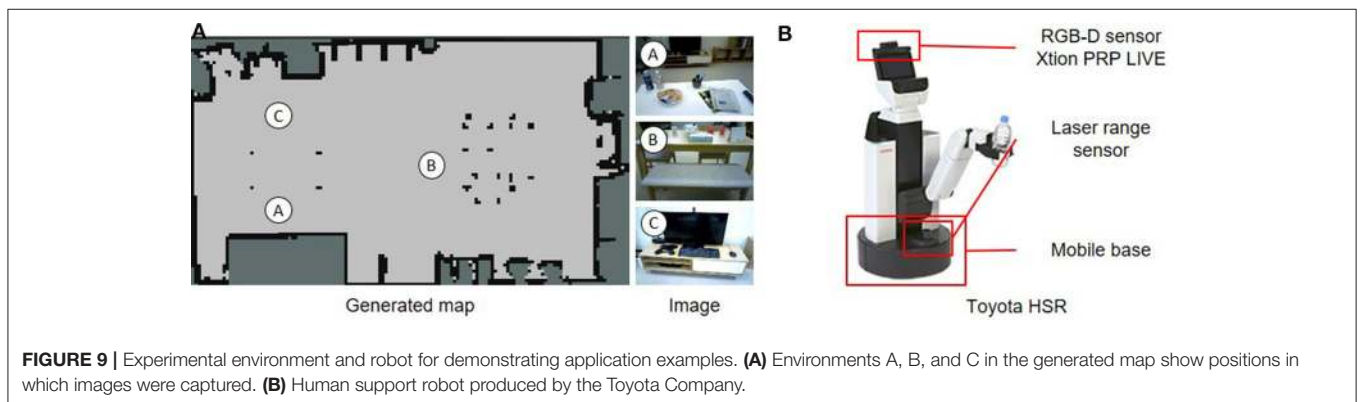 A
A
B
C
C
B
A
Generated map
Image
B
RGB-D sensor
Xtion PRP LIVE
Laser range
sensor
Mobile base
Toyota HSR
FIGURE 9 | Experimental environment and robot for demonstrating application examples. (A) Environments A, B, and C in the generated map show positions in
which images were captured. (B) Human support robot produced by the Toyota Company.